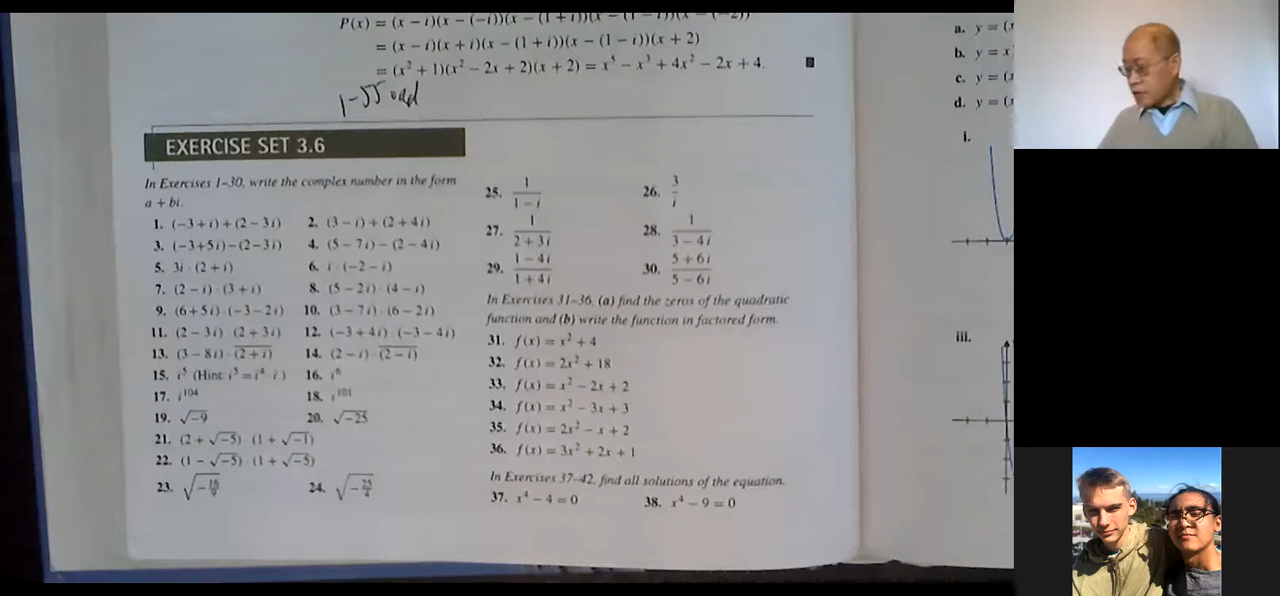 P(x) = (x − i)(x − (−i))(x − (1 + i))(x − (1 − i))(x − (−2))
= (x − i)(x + i)(x − (1 + i))(x − (1 − i))(x + 2)
= (x² + 1)(x² − 2x + 2)(x + 2) = x⁵ − x³ + 4x² − 2x + 4.
1-55 odd
EXERCISE SET 3.6
In Exercises 1–30, write the complex number in the form
a + bi.
1. (−3 + i) + (2 − 3i) 2. (3 − i) + (2 + 4i)
3. (−3+5i)−(2−3i) 4. (5 − 7i) − (2 − 4i)
5. 3i · (2 + i) 6. i · (−2 − i)
7. (2 − i) · (3 + i) 8. (5 − 2i) · (4 − i)
9. (6 + 5i) · (−3 − 2i) 10. (3 − 7i) · (6 − 2i)
11. (2 − 3i) · (2 + 3i) 12. (−3 + 4i) · (−3 − 4i)
13. (3 − 8i) · \overline{(2 + i)} 14. (2 − i) · \overline{(2 − i)}
15. i⁵ (Hint: i⁵ = i⁴ · i) 16. i⁶
17. i¹⁰⁴ 18. i¹⁰¹
19. √−9 20. √−25
21. (2 + √−5) · (1 + √−1)
22. (1 − √−5) · (1 + √−5)
23. √−16/9 24. √−25/4
25. 1/(1 − i) 26. 3/i
27. 1/(2 + 3i) 28. 1/(3 − 4i)
29. (1 − 4i)/(1 + 4i) 30. (5 + 6i)/(5 − 6i)
In Exercises 31–36, (a) find the zeros of the quadratic
function and (b) write the function in factored form.
31. f(x) = x² + 4
32. f(x) = 2x² + 18
33. f(x) = x² − 2x + 2
34. f(x) = x² − 3x + 3
35. f(x) = 2x² − x + 2
36. f(x) = 3x² + 2x + 1
In Exercises 37–42, find all solutions of the equation.
37. x⁴ − 4 = 0 38. x⁴ − 9 = 0
a. y = (x
b. y = x
c. y = (x
d. y = (x
i.
iii.